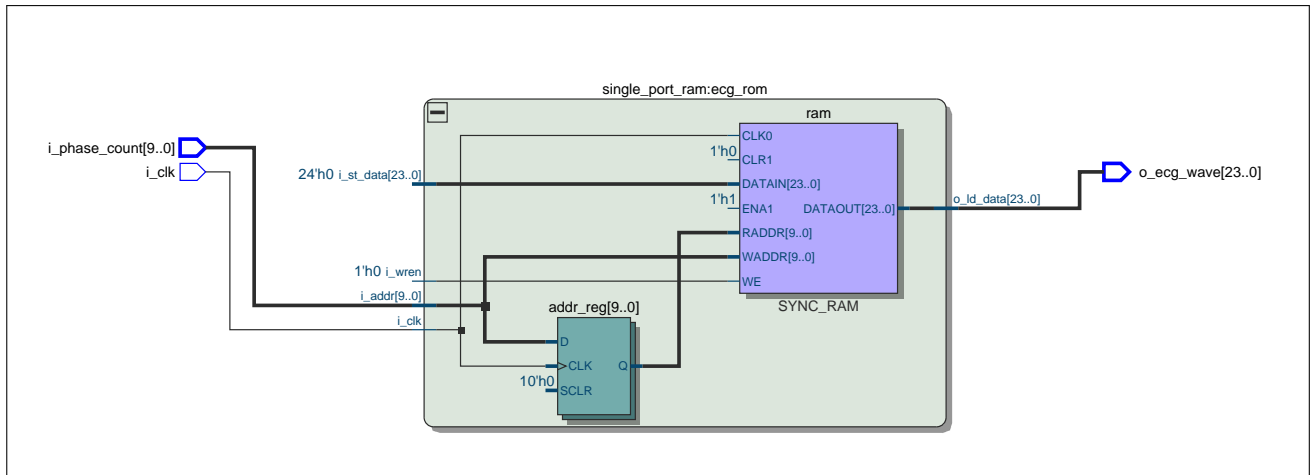 single_port_ram:ecg_rom
ram
i_phase_count[9..0]
i_clk
CLK0
1'h0
CLR1
24'h0 i_st_data[23..0]
DATAIN[23..0]
1'h1
ENA1
DATAOUT[23..0]
o_ld_data[23..0]
o_ecg_wave[23..0]
RADDR[9..0]
WADDR[9..0]
1'h0 i_wren
WE
i_addr[9..0]
SYNC_RAM
addr_reg[9..0]
i_clk
D
>CLK
Q
10'h0
SCLR